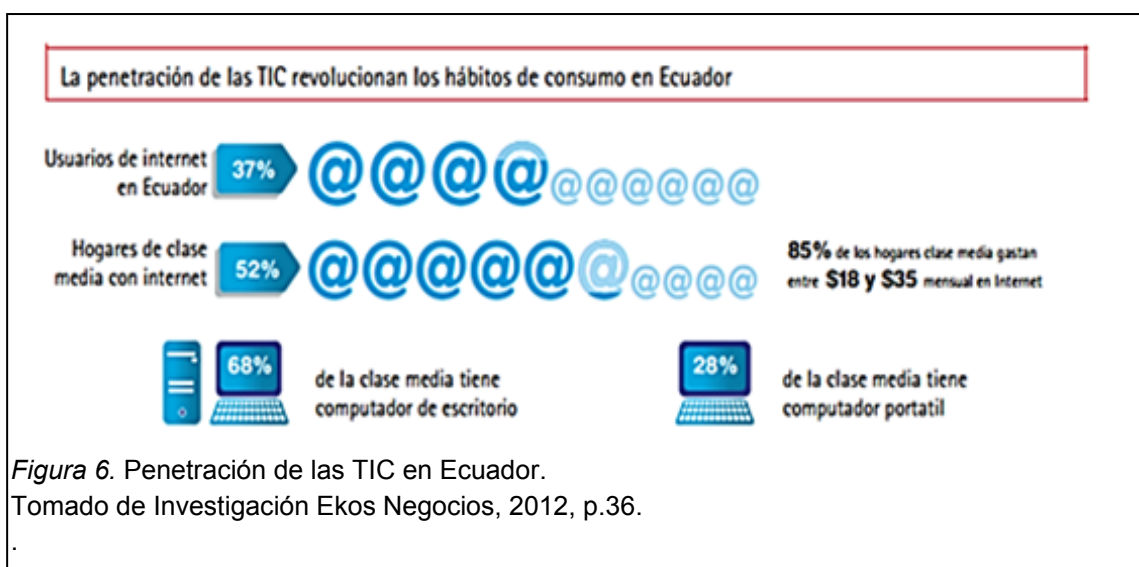 La penetración de las TIC revolucionan los hábitos de consumo en Ecuador
Usuarios de internet
en Ecuador
37%
@@@@@@@@@@
Hogares de clase
media con internet
52%
@@@@@@@@@@
85% de los hogares clase media gastan
entre $18 y $35 mensual en Internet
68%
de la clase media tiene
computador de escritorio
28%
de la clase media tiene
computador portatil
Figura 6. Penetración de las TIC en Ecuador.
Tomado de Investigación Ekos Negocios, 2012, p.36.
.